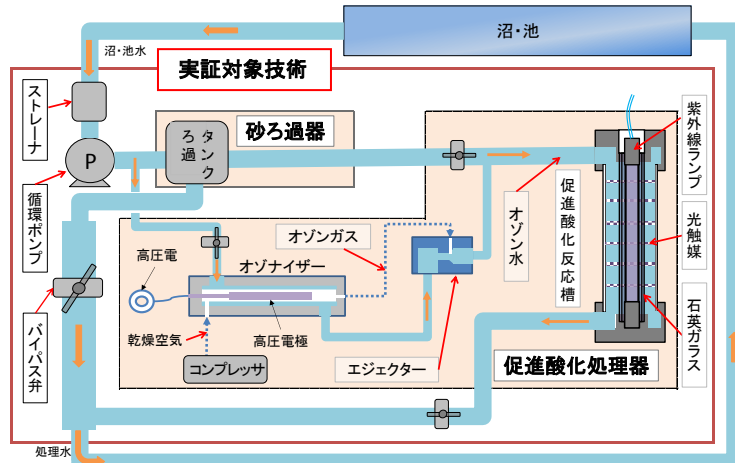 沼・池
沼・池水
実証対象技術
ストレーナ
P
循環ポンプ
バイパス弁
処理水
砂ろ過器
ろ過
タンク
高圧電
オゾナイザー
オゾンガス
高圧電極
乾燥空気
コンプレッサ
エジェクター
オゾン水
促進酸化反応槽
促進酸化処理器
紫外線ランプ
光触媒
石英ガラス